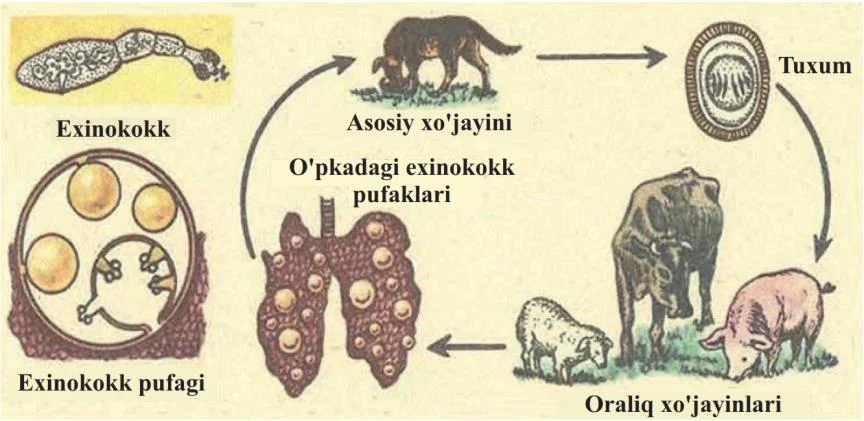 Exinokokk
Asosiy xo'jayini
Tuxum
O'pkadagi exinokokk
pufaklari
Exinokokk pufagi
Oraliq xo'jayinlari